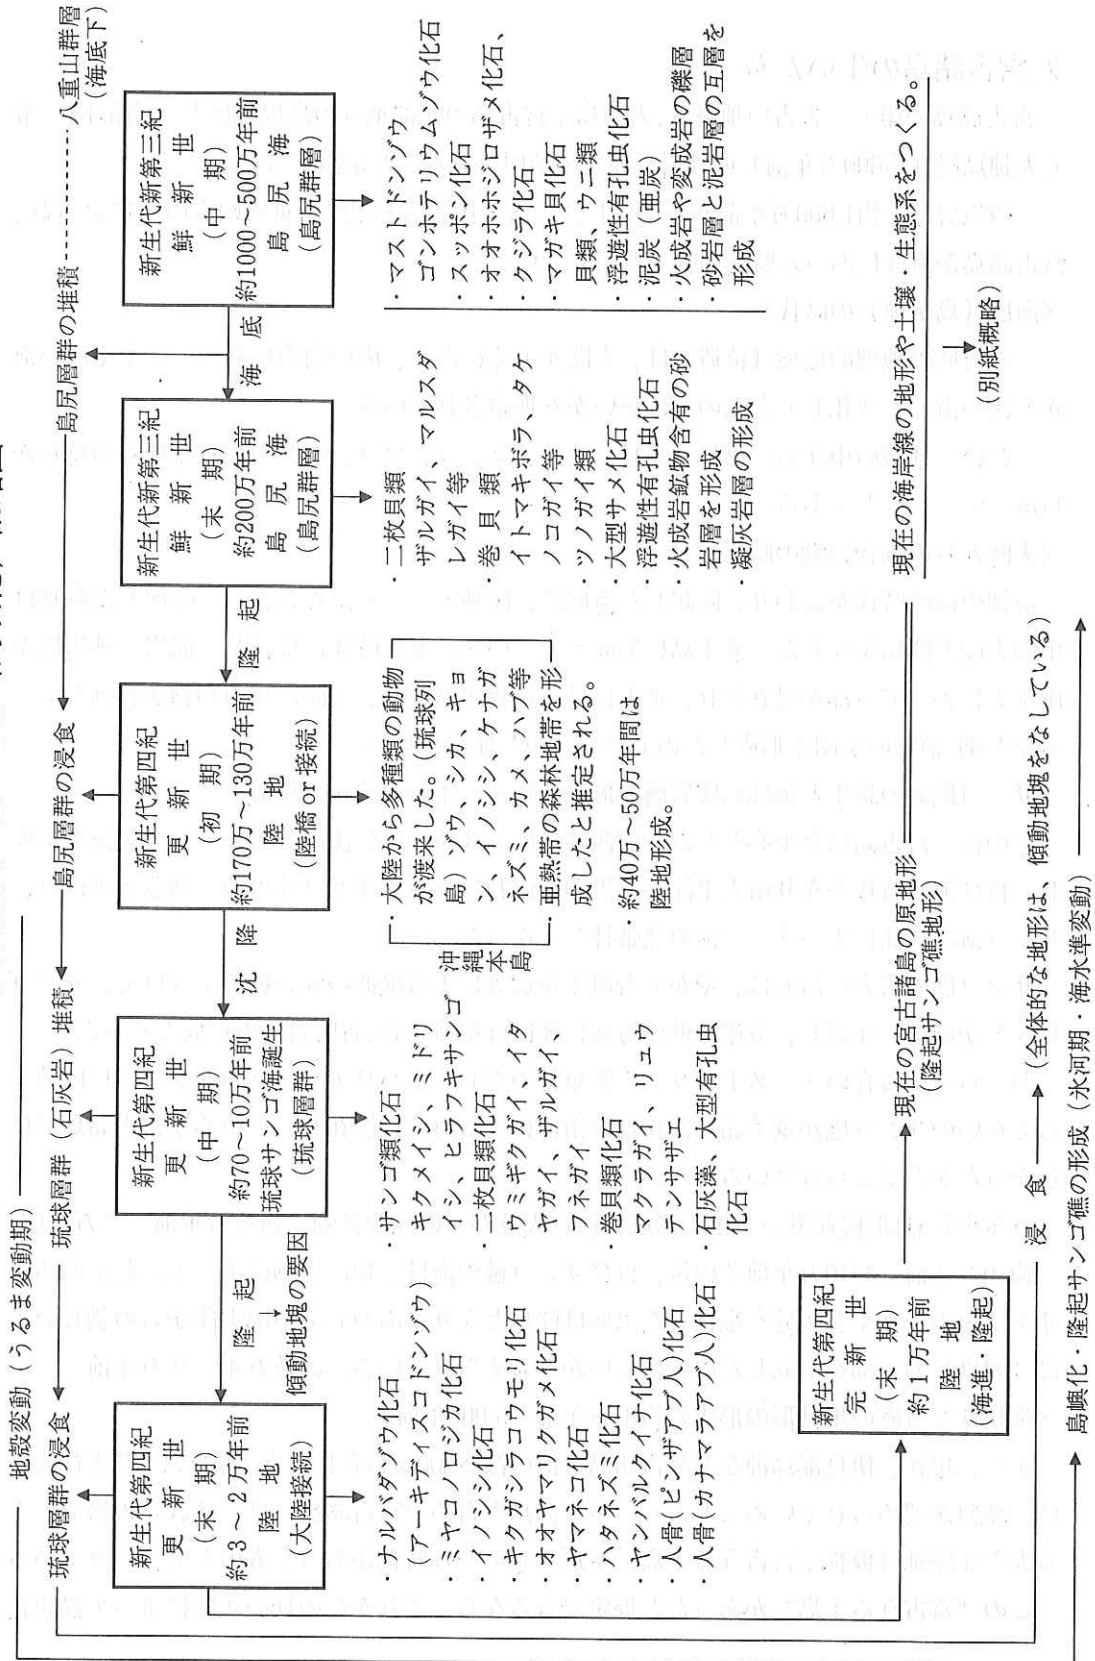 地殻変動（うるま変動期）
琉球層群の浸食
琉球層群（石灰岩）堆積
島尻層群の浸食
島尻層群の堆積
八重山群層
（海底下）
新生代新第三紀
鮮新世
（中期）
約1000～500万年前
島尻海
（島尻群層）
海底
新生代新第三紀
鮮新世
（末期）
約200万年前
島尻海
（島尻群層）
隆起
新生代第四紀
更新世
（初期）
約170万～130万年前
陸地
（陸橋or接続）
沈降
新生代第四紀
更新世
（中期）
約70～10万年前
琉球サンゴ海誕生
（琉球層群）
隆起
傾動地塊の要因
新生代第四紀
更新世
（末期）
約3～2万年前
陸地
（大陸接続）
・マストドンゾウ、
ゴンホテリウムゾウ化石
・スッポン化石
・オオホホジロザメ化石、
クジラ化石
・マガキ貝化石
貝類、ウニ類
・浮遊性有孔虫化石
・泥炭（亜炭）
・火成岩や変成岩の礫層
・砂岩層と泥岩層の互層を
形成
・二枚貝類
ザルガイ、マルスダ
レガイ等
・巻貝類
イトマキボラ、タケ
ノコガイ等
・ツノガイ類
・大型サメ化石
・浮遊性有孔虫化石
・火成岩鉱物含有の砂
岩層を形成
・凝灰岩層の形成
沖縄本島
・大陸から多種類の動物
が渡来した。（琉球列
島）ゾウ、シカ、キョ
ン、イノシシ、ケナガ
ネズミ、カメ、ハブ等
・亜熱帯の森林地帯を形
成したと推定される。
・約40万～50万年間は
陸地形成。
・サンゴ類化石
キクメイシ、ミドリ
イシ、ヒラフキサンゴ
・二枚貝類化石
ウミギクガイ、イタ
ヤガイ、ザルガイ、
フネガイ
・巻貝類化石
マクラガイ、リュウ
テンサザエ
・石灰藻、大型有孔虫
化石
・ナルバダゾウ化石
（アーキディスコドンゾウ）
・ミヤコノロジカ化石
・イノシシ化石
・キクガシラコウモリ化石
・オオヤマリクガメ化石
・ヤマネコ化石
・ハタネズミ化石
・ヤンバルクイナ化石
・人骨（ピンザアブ人）化石
・人骨（カナマラアブ人）化石
新生代第四紀
完新世
（末期）
約1万年前
陸地
（海進・隆起）
現在の宮古諸島の原地形
（隆起サンゴ礁地形）
現在の海岸線の地形や土壌、生態系をつくる。
（別紙概略）
浸食
（全体的な地形は、傾動地塊をなしている）
島嶼化・隆起サンゴ礁の形成（氷河期・海水準変動）